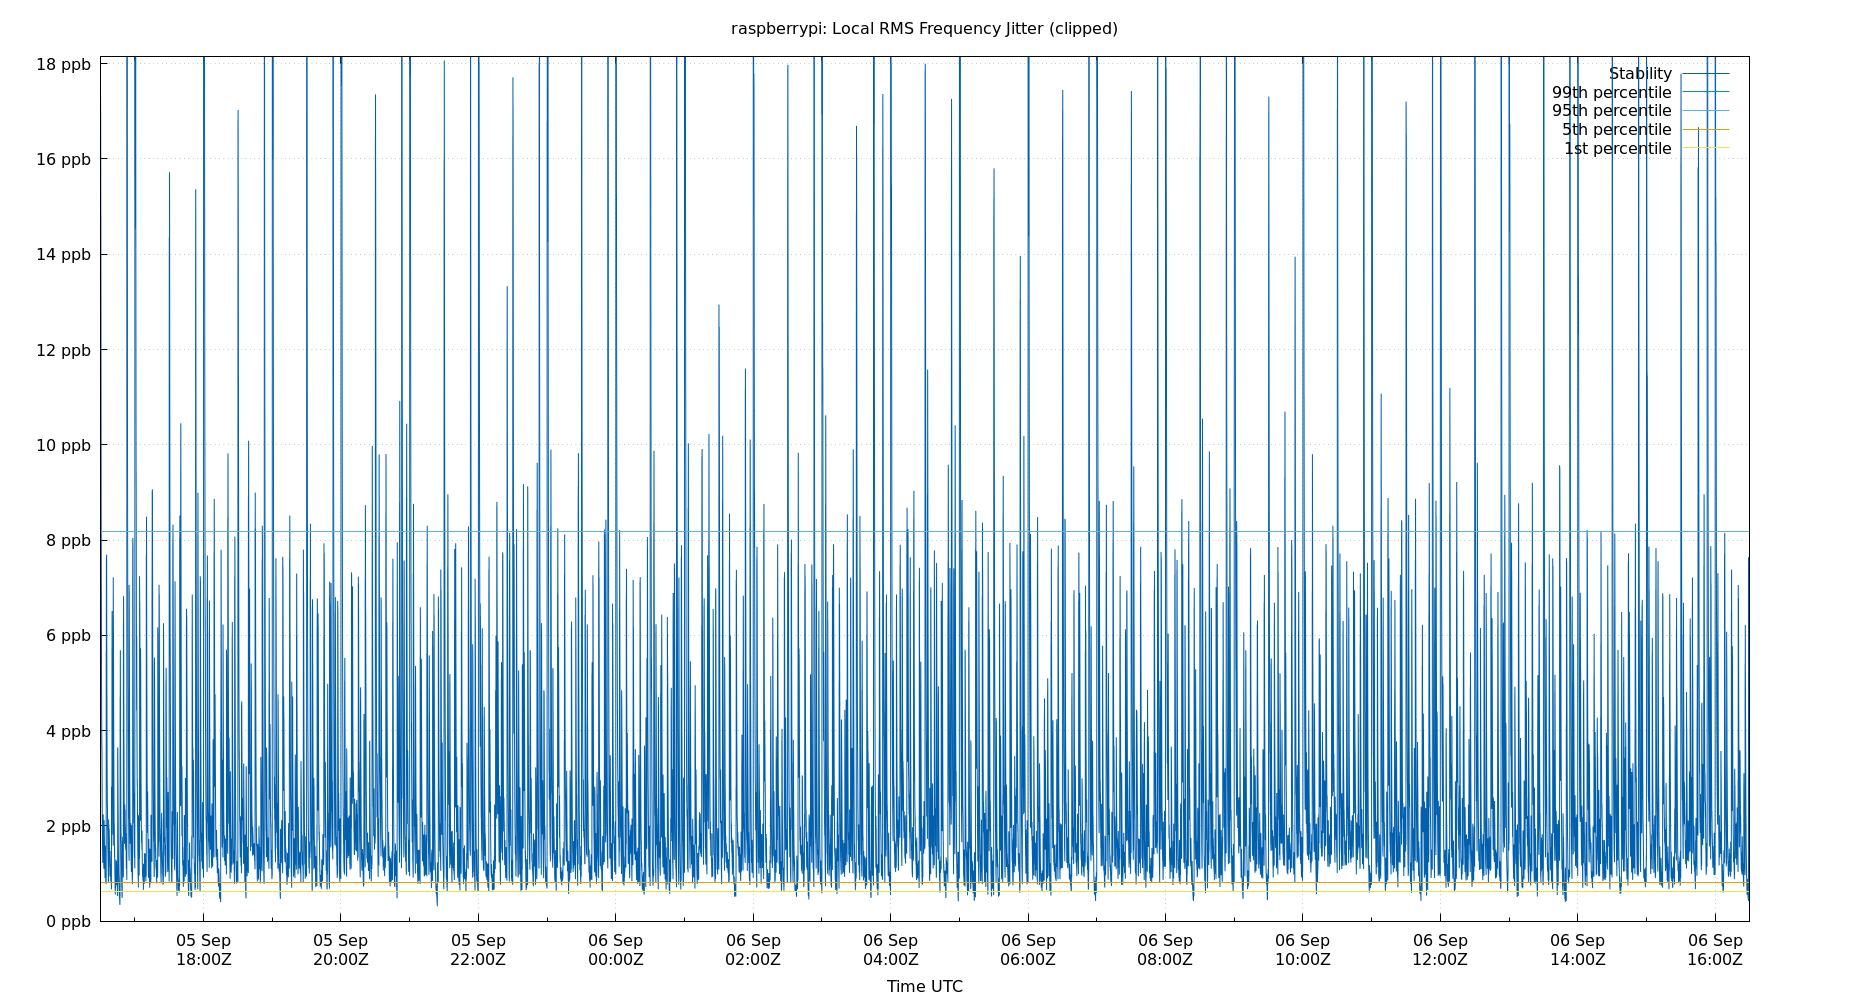 raspberrypi: Local RMS Frequency Jitter (clipped)
18 ppb
16 ppb
14 ppb
12 ppb
10 ppb
8 ppb
6 ppb
4 ppb
2 ppb
0 ppb
Stability
99th percentile
95th percentile
5th percentile
1st percentile
05 Sep 05 Sep 05 Sep 06 Sep 06 Sep 06 Sep 06 Sep 06 Sep 06 Sep 06 Sep 06 Sep 06 Sep
18:00Z 20:00Z 22:00Z 00:00Z 02:00Z 04:00Z 06:00Z 08:00Z 10:00Z 12:00Z 14:00Z 16:00Z
Time UTC